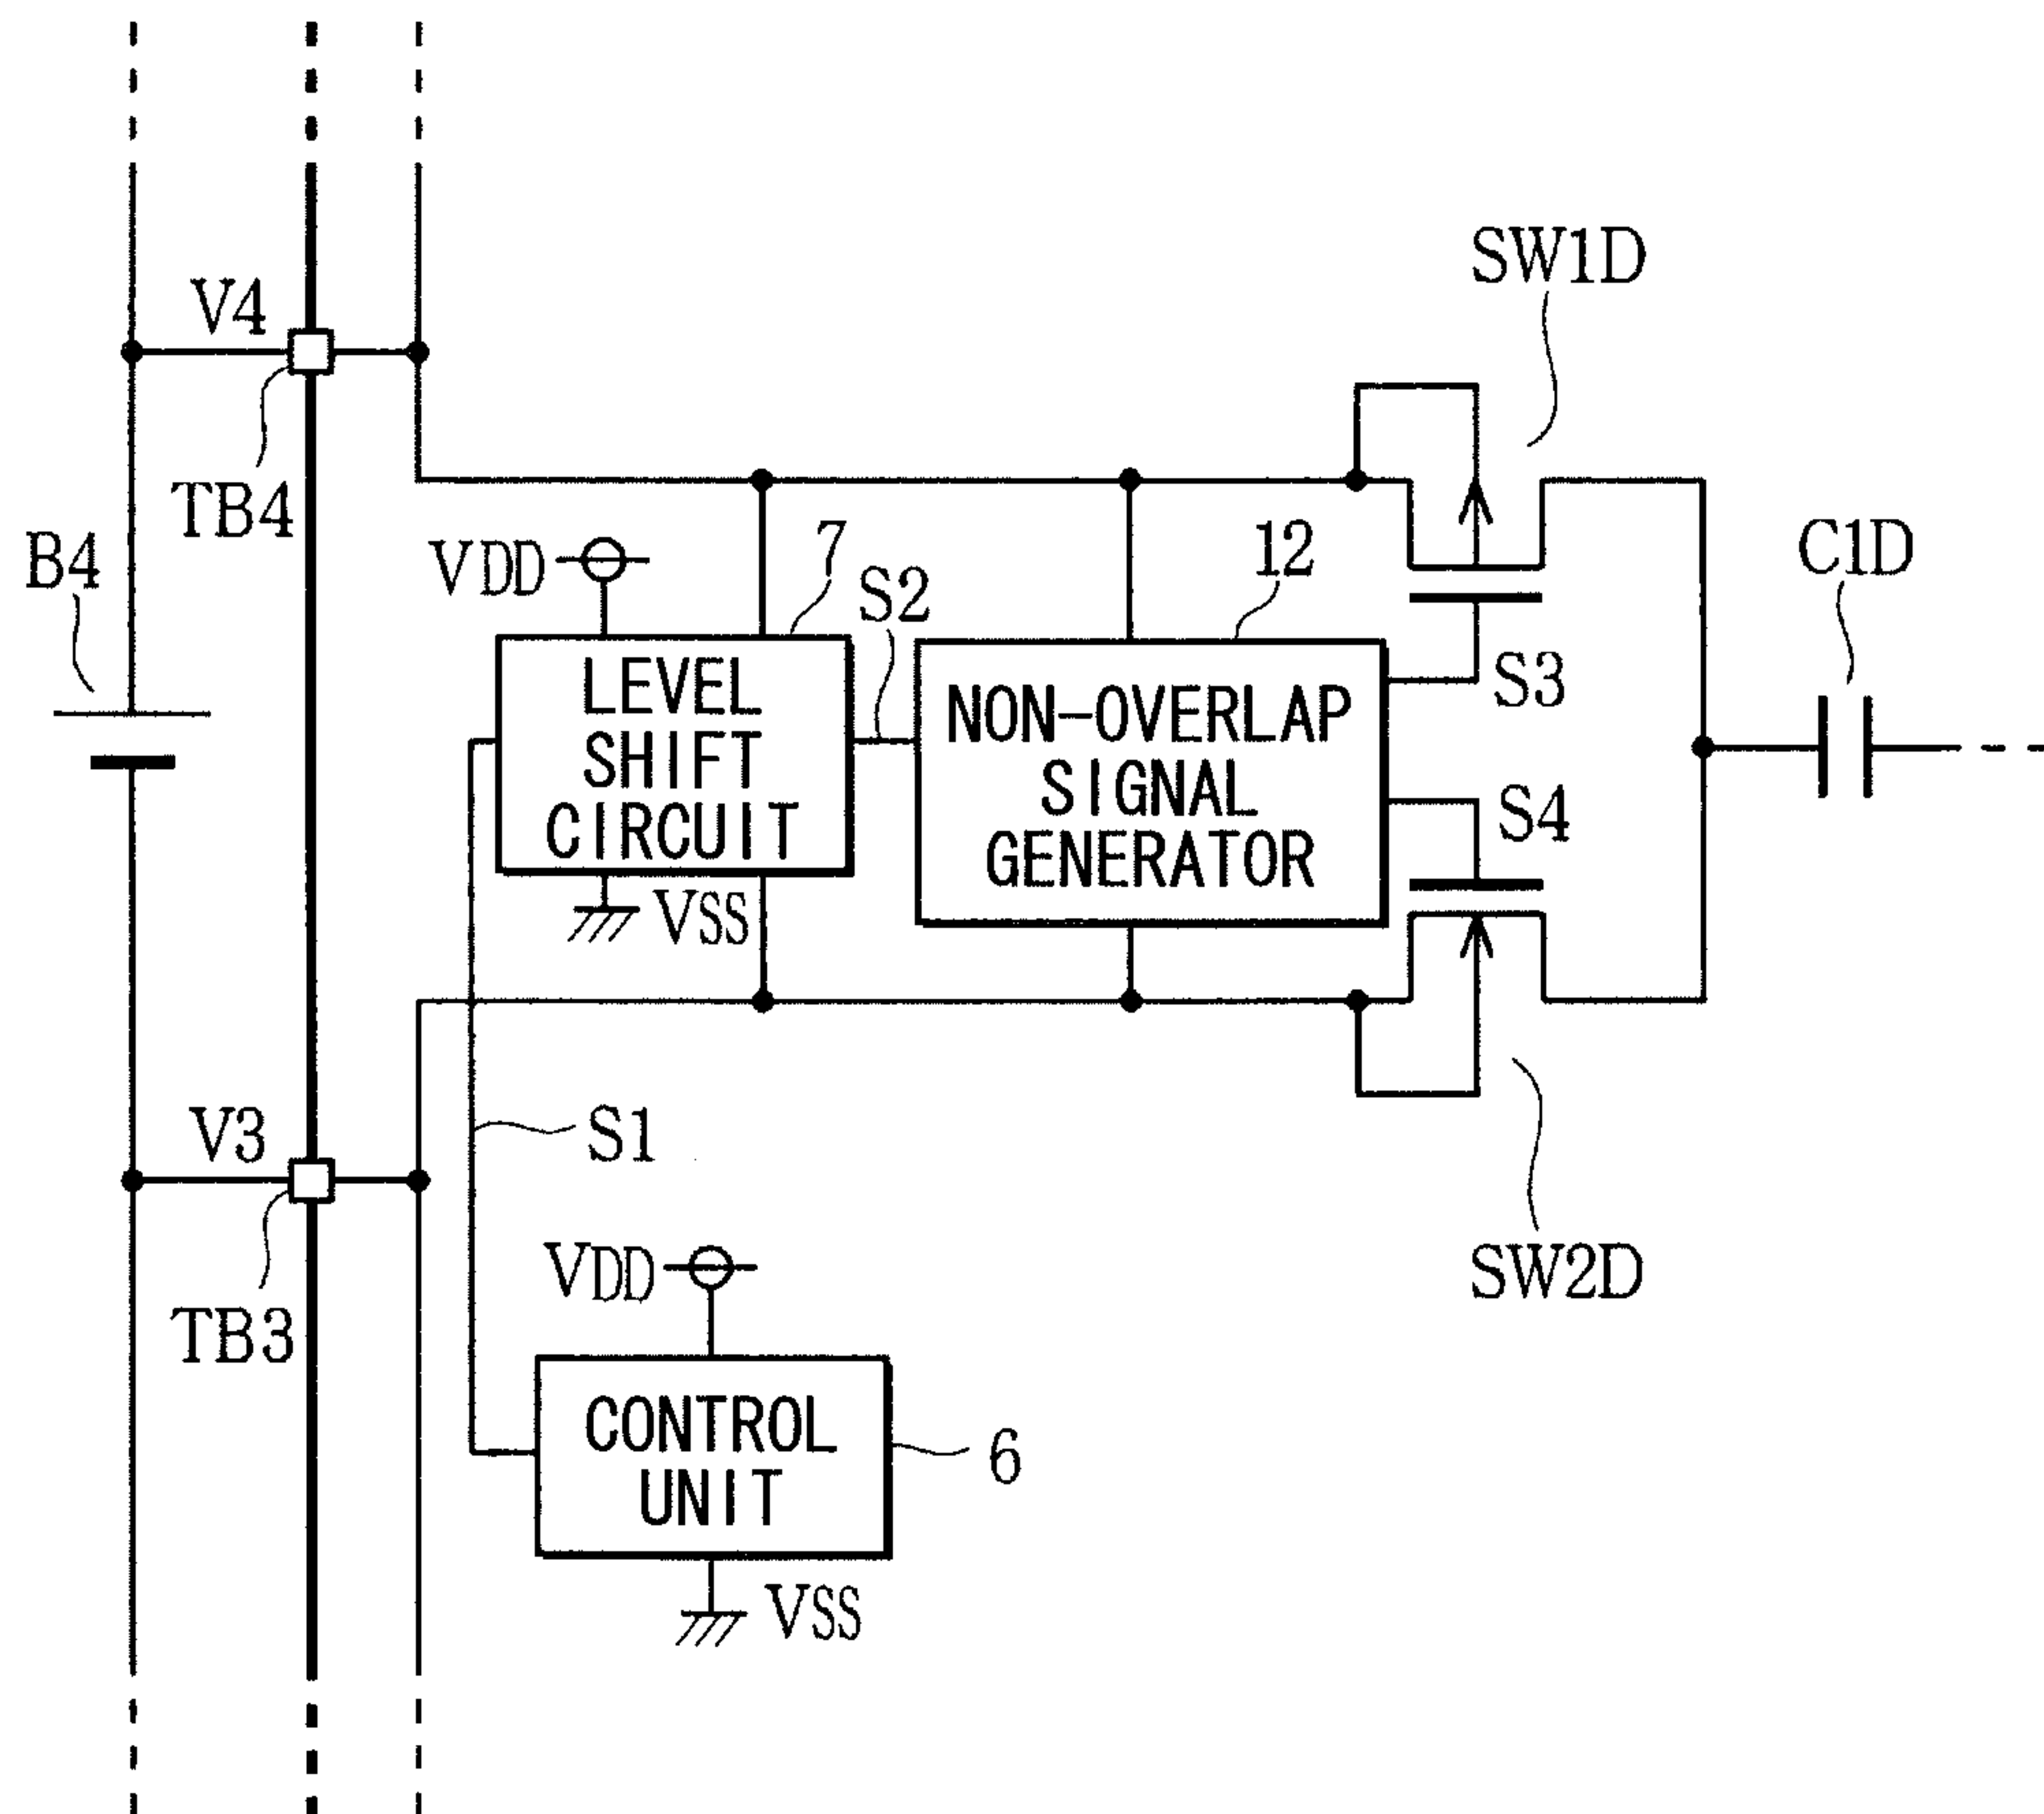 SW1D
V4
TB4
B4
VDD
7
S2
12
C1D
LEVEL
SHIFT
CIRCUIT
NON-OVERLAP
SIGNAL
GENERATOR
S3
S4
VSS
V3
S1
TB3
VDD
SW2D
CONTROL
UNIT
6
VSS